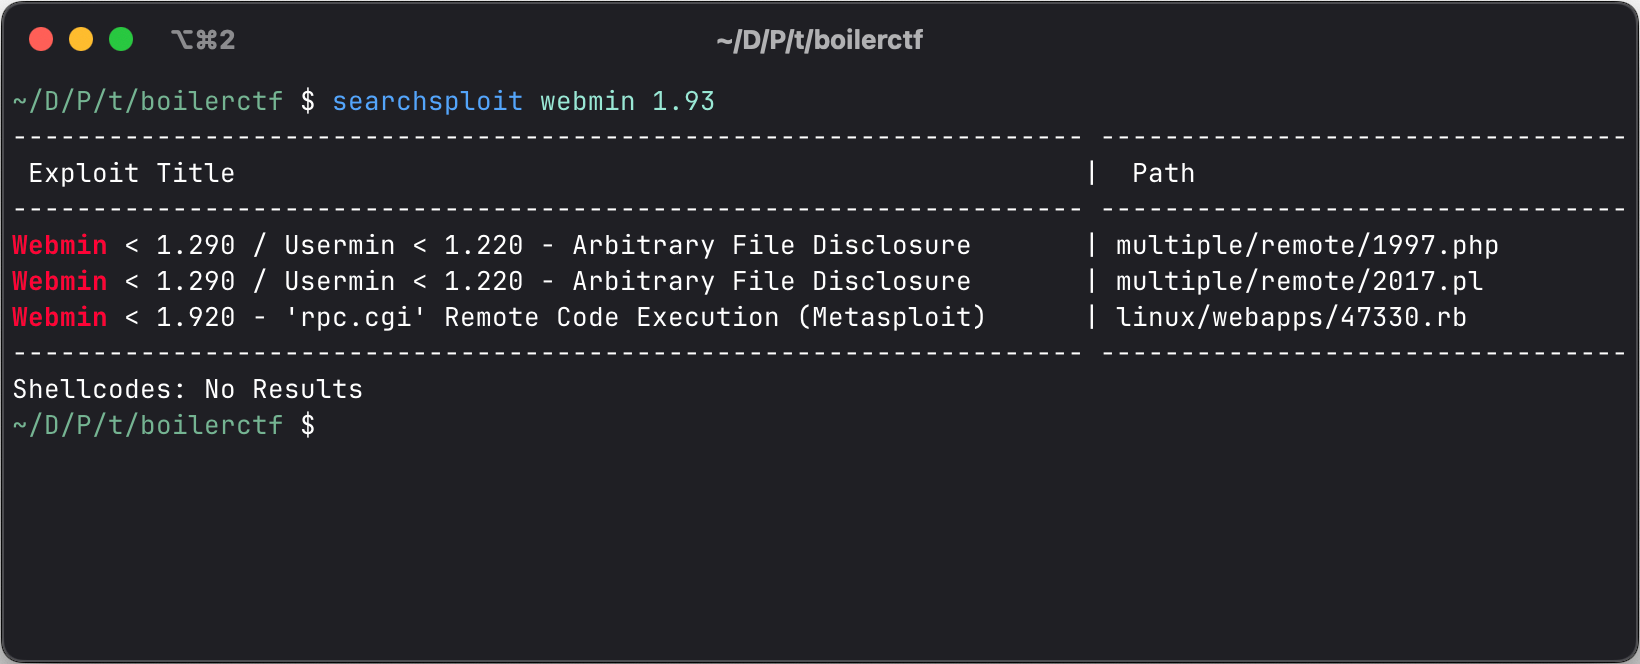 ⌥⌘2
~/D/P/t/boilerctf
~/D/P/t/boilerctf $ searchsploit webmin 1.93
------------------------------------------------------------------- ---------------------------------
 Exploit Title                                                     |  Path
------------------------------------------------------------------- ---------------------------------
Webmin < 1.290 / Usermin < 1.220 - Arbitrary File Disclosure       | multiple/remote/1997.php
Webmin < 1.290 / Usermin < 1.220 - Arbitrary File Disclosure       | multiple/remote/2017.pl
Webmin < 1.920 - 'rpc.cgi' Remote Code Execution (Metasploit)      | linux/webapps/47330.rb
------------------------------------------------------------------- ---------------------------------
Shellcodes: No Results
~/D/P/t/boilerctf $